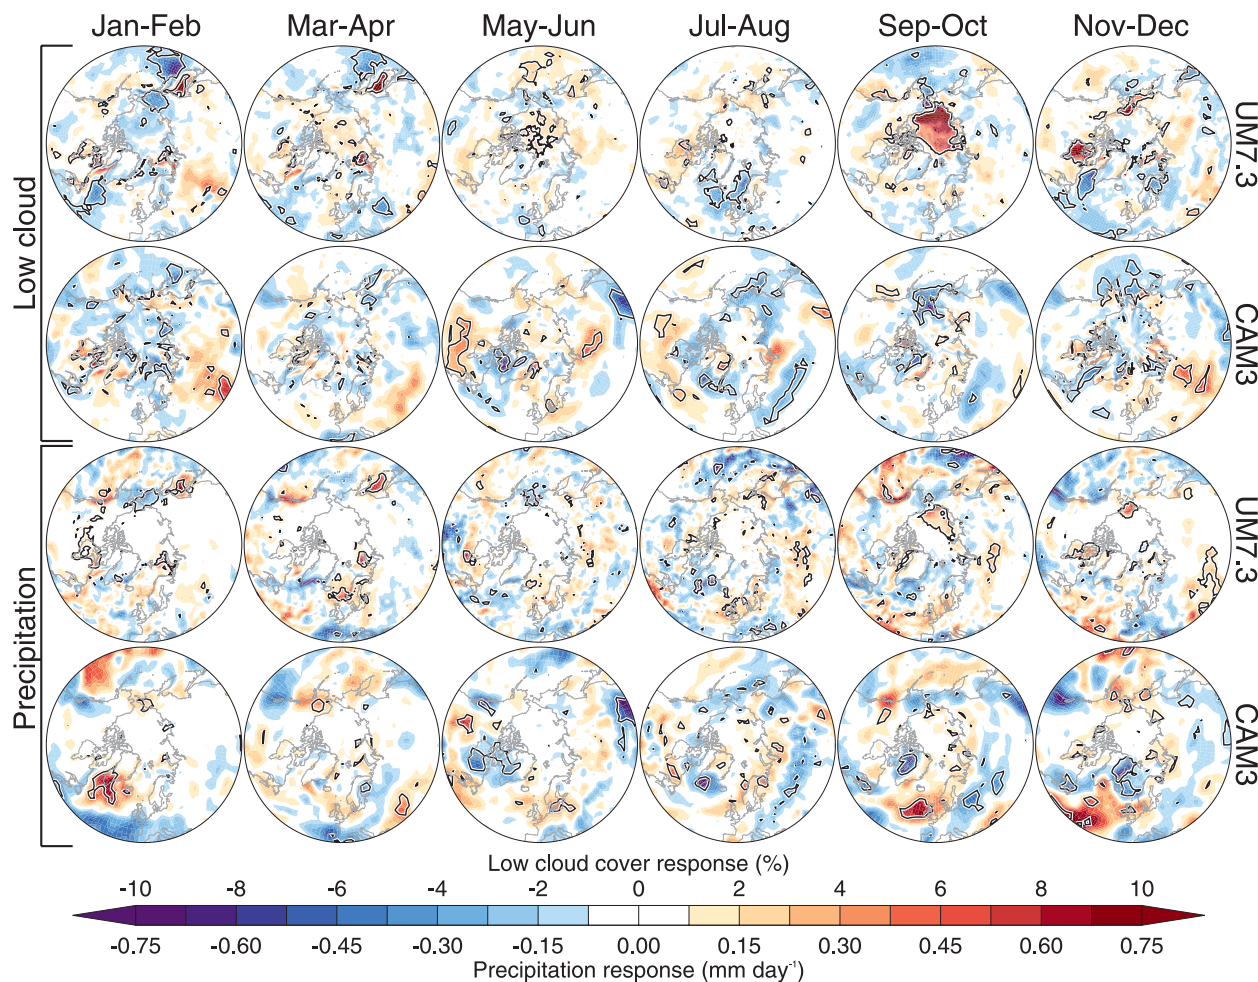 Jan-Feb Mar-Apr May-Jun Jul-Aug Sep-Oct Nov-Dec
Low cloud
UM7.3
CAM3
Precipitation
UM7.3
CAM3
Low cloud cover response (%)
-10 -8 -6 -4 -2 0 2 4 6 8 10
-0.75 -0.60 -0.45 -0.30 -0.15 0.00 0.15 0.30 0.45 0.60 0.75
Precipitation response (mm day-1)